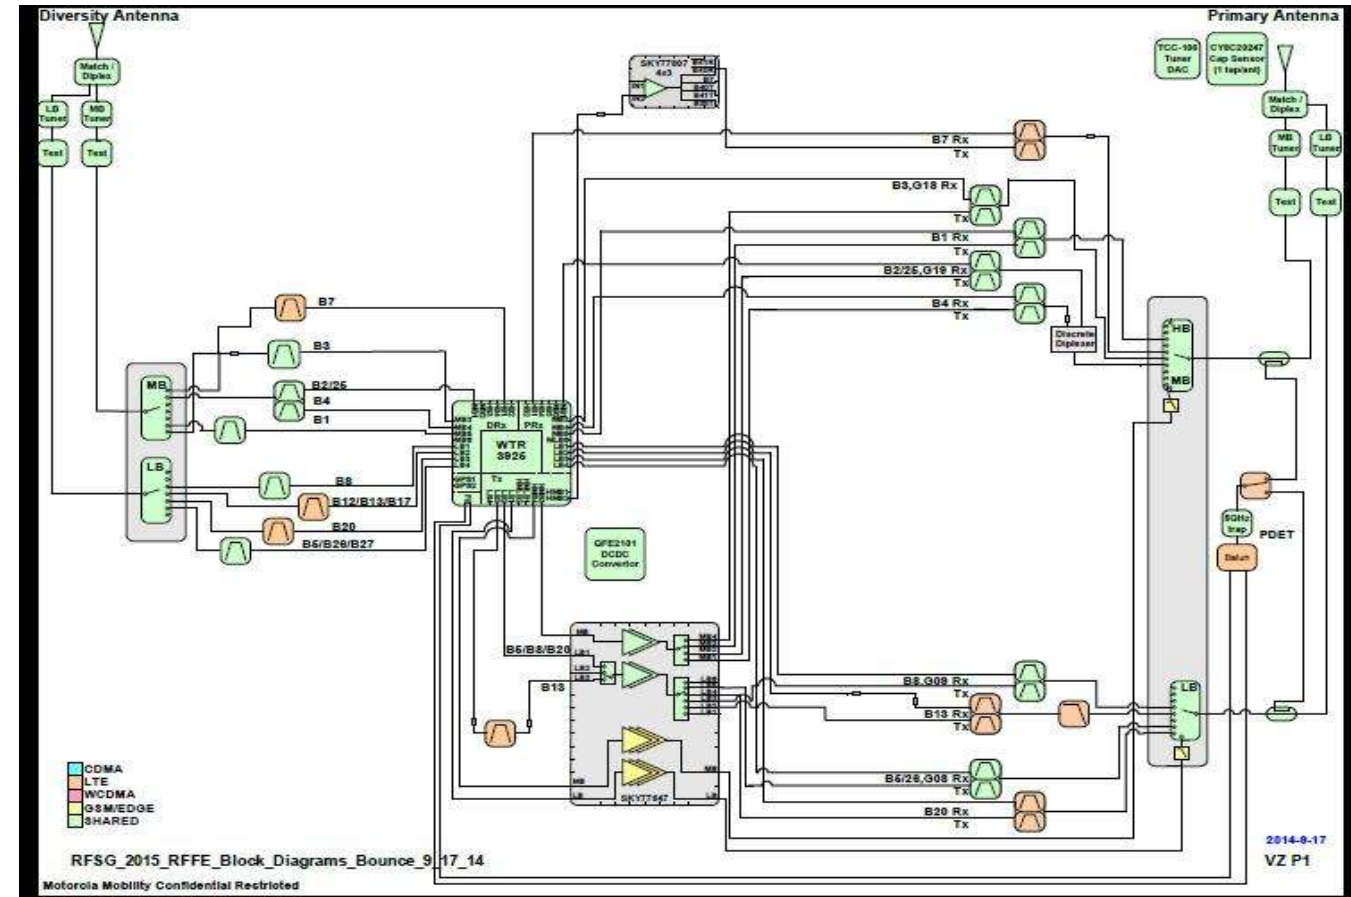 Diversity Antenna
Primary Antenna
Match /
Diplex
LB
Tuner
MB
Tuner
Test
Test
SKY77807
4x3
TCC-106
Tuner
DAC
CY8C20247
Cap Sensor
(1 tap/ant)
Match /
Diplex
MB
Tuner
LB
Tuner
Test
Test
B7 Rx
Tx
B3,G18 Rx
Tx
B1 Rx
Tx
B2/25,G19 Rx
Tx
B4 Rx
Tx
Discrete
Diplexer
HB
MB
B7
B3
B2/25
B4
B1
MB
LB
B8
B12/B13/B17
B20
B5/B26/B27
DRx
PRx
WTR
3925
Tx
GFE2101
DCDC
Convertor
5GHz
trap
PDET
Balun
B5/B8/B20
B13
MB
LB
SKY77647
B8,G09 Rx
Tx
B13 Rx
Tx
LB
B5/26,G08 Rx
Tx
B20 Rx
Tx
CDMA
LTE
WCDMA
GSM/EDGE
SHARED
RFSG_2015_RFFE_Block_Diagrams_Bounce_9_17_14
2014-9-17
VZ P1
Motorola Mobility Confidential Restricted